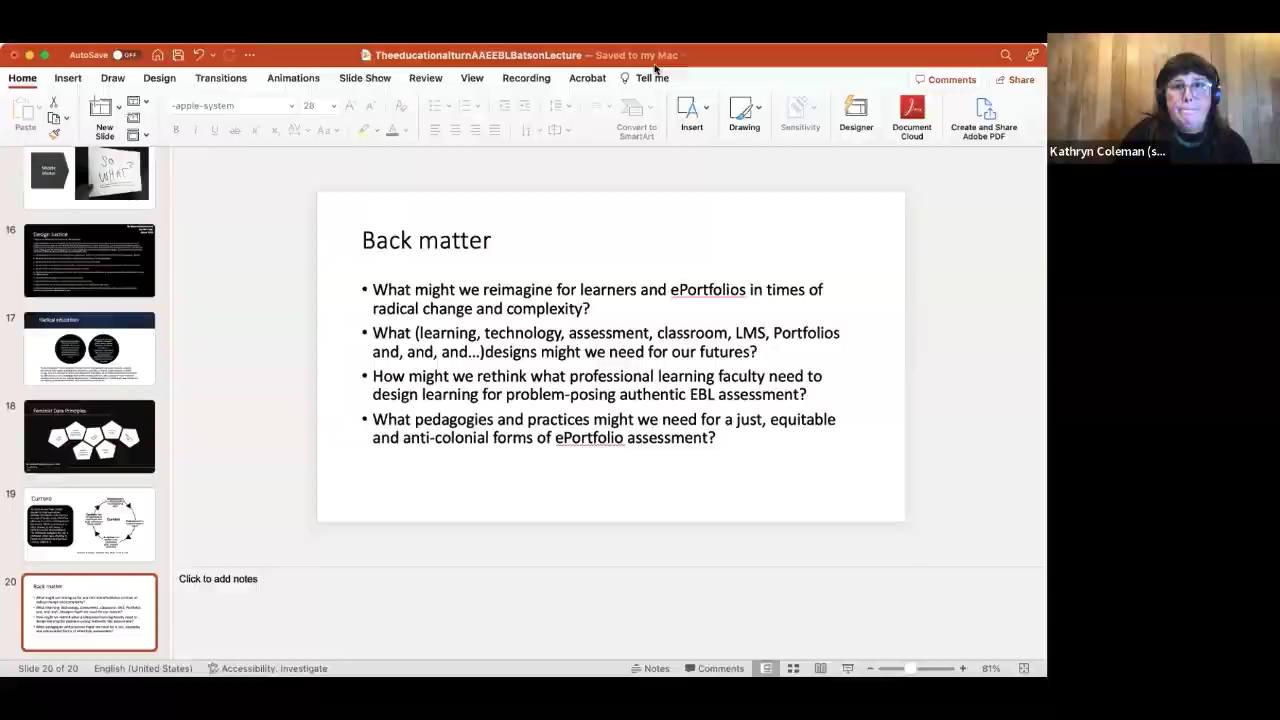 AutoSave OFF
TheeducationalturnAAEEBLBatsonLecture — Saved to my Mac
Home Insert Draw Design Transitions Animations Slide Show Review View Recording Acrobat Tell me
Comments Share
Paste
New
Slide
-apple-system 28
Convert to
SmartArt
Insert
Drawing
Sensitivity
Designer
Document
Cloud
Create and Share
Adobe PDF
Kathryn Coleman (s...
SO
WHAT?
16
Design Justice
17
Radical education
18
Feminist Data Principles
19
Currere
20
Back matter
Back matter
• What might we reimagine for learners and ePortfolios in times of
radical change and complexity?
• What (learning, technology, assessment, classroom, LMS, Portfolios
and, and, and...)designs might we need for our futures?
• How might we rethink what professional learning faculty need to
design learning for problem-posing authentic EBL assessment?
• What pedagogies and practices might we need for a just, equitable
and anti-colonial forms of ePortfolio assessment?
Click to add notes
Slide 20 of 20 English (United States) Accessibility: Investigate
Notes Comments 81%